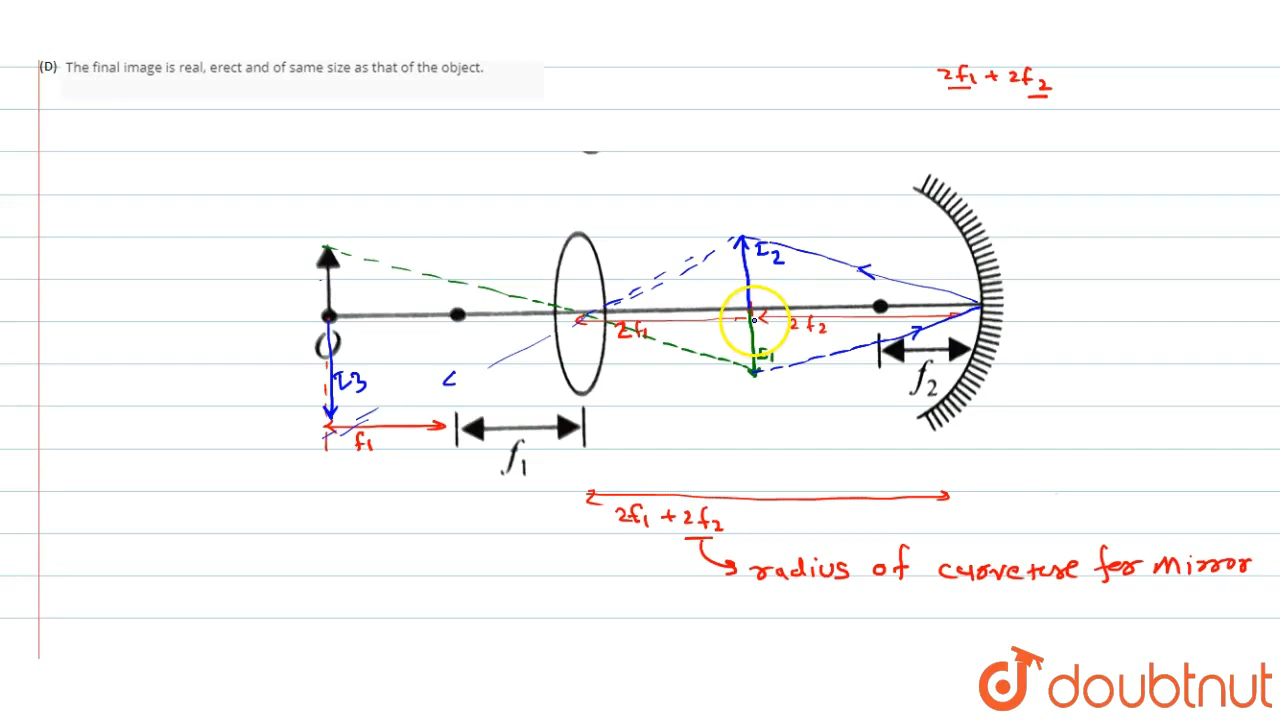 (D) The final image is real, erect and of same size as that of the object.
2f1 + 2f2
I2
2f1
2f2
O
I1
I3
f2
f1
f1
2f1 + 2f2
radius of curveture for mirror
doubtnut